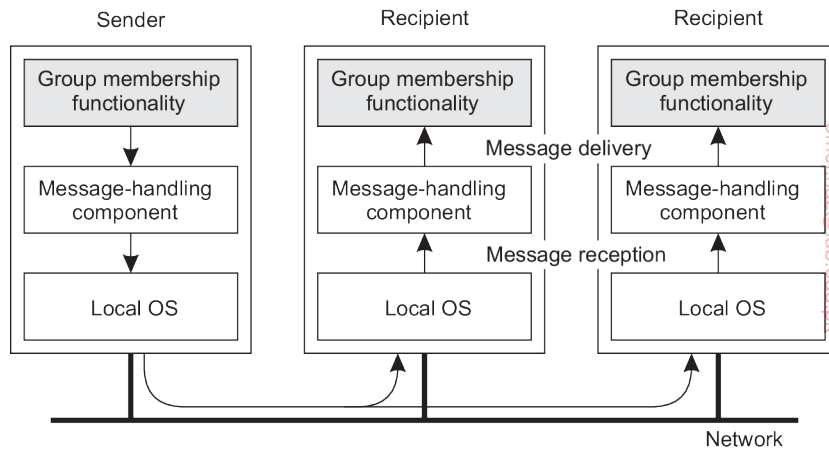 Sender
Recipient
Recipient
Group membership
functionality
Group membership
functionality
Group membership
functionality
Message delivery
Message-handling
component
Message-handling
component
Message-handling
component
Message reception
Local OS
Local OS
Local OS
Network